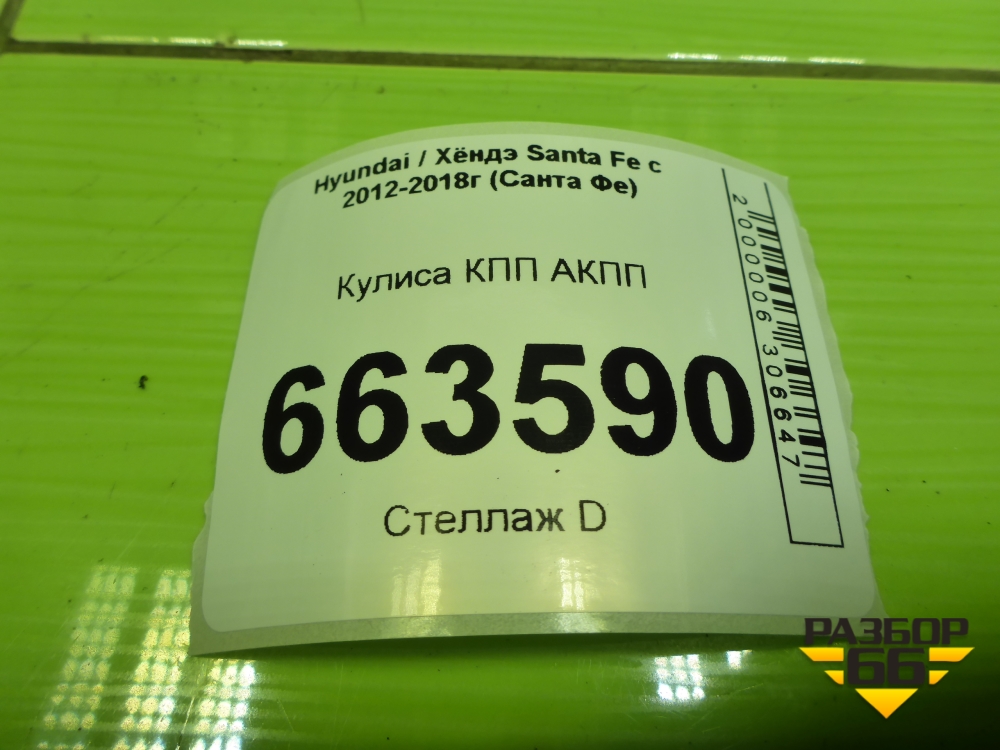 Hyundai / Хёндэ Santa Fe с
2012-2018г (Санта Фе)
Кулиса КПП АКПП
663590
Стеллаж D
2000006306647
РАЗБОР
66